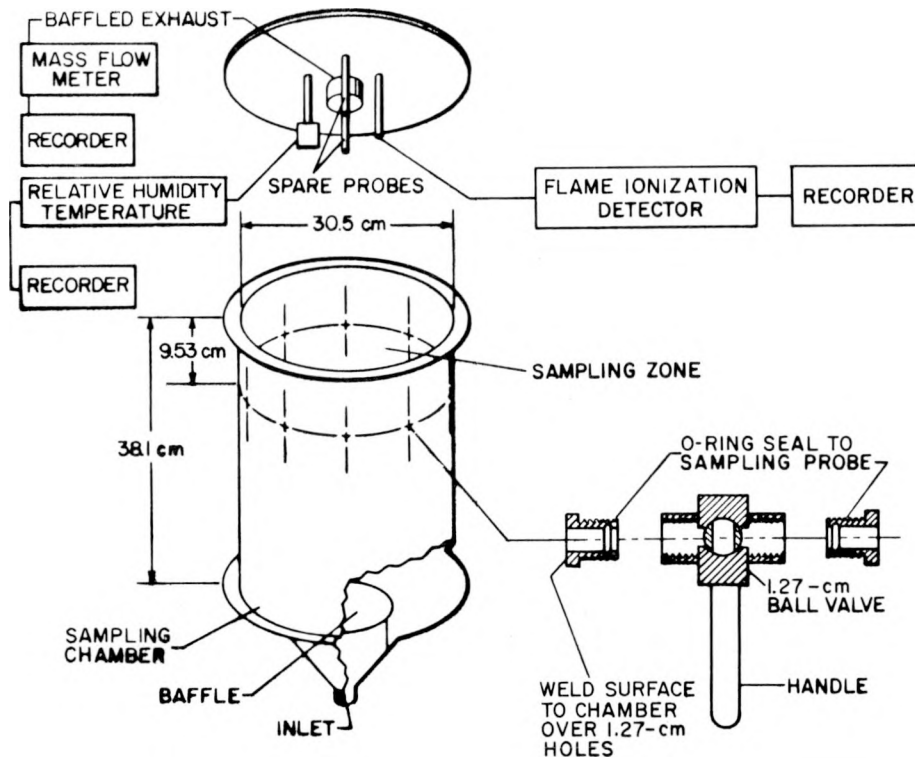 BAFFLED EXHAUST
MASS FLOW
METER
RECORDER
RELATIVE HUMIDITY
TEMPERATURE
RECORDER
SPARE PROBES
FLAME IONIZATION
DETECTOR
RECORDER
30.5 cm
9.53 cm
38.1 cm
SAMPLING ZONE
O-RING SEAL TO
SAMPLING PROBE
1.27-cm
BALL VALVE
HANDLE
WELD SURFACE
TO CHAMBER
OVER 1.27-cm
HOLES
SAMPLING
CHAMBER
BAFFLE
INLET